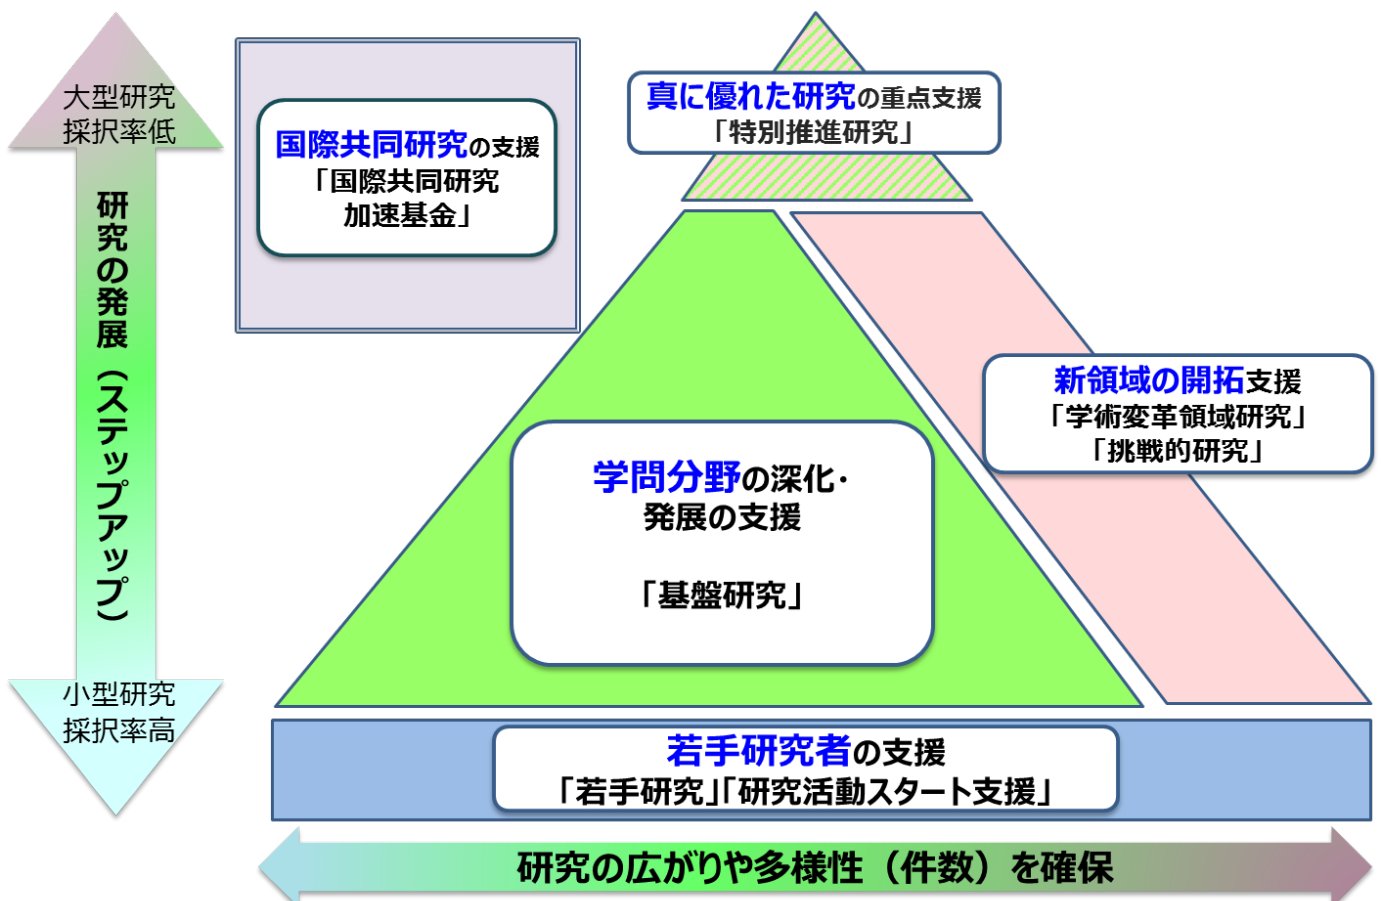 大型研究
採択率低
研究の発展（ステップアップ）
小型研究
採択率高
国際共同研究の支援
「国際共同研究
加速基金」
真に優れた研究の重点支援
「特別推進研究」
新領域の開拓支援
「学術変革領域研究」
「挑戦的研究」
学問分野の深化・
発展の支援
「基盤研究」
若手研究者の支援
「若手研究」「研究活動スタート支援」
研究の広がりや多様性（件数）を確保